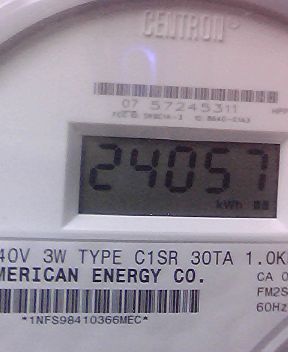 CENTRON
07 57245311
24057
kWh
40V 3W TYPE C1SR 30TA 1.0K
MERICAN ENERGY CO.
CA 0
FM2S
60Hz
*1NFS98410366MEC*